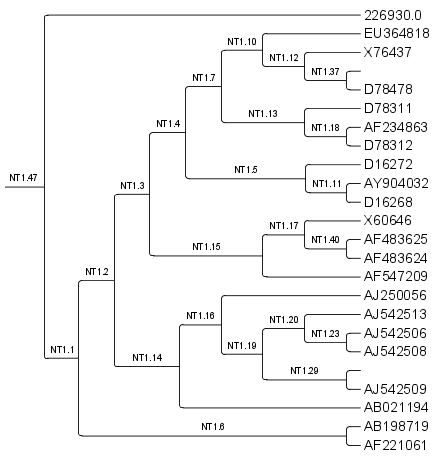 226930.0
EU364818
NT1.10
X76437
NT1.12
NT1.37
NT1.7
D78478
D78311
NT1.13
NT1.4
AF234863
NT1.18
D78312
D16272
NT1.5
NT1.47
AY904032
NT1.11
NT1.3
D16268
X60646
NT1.17
AF483625
NT1.15
NT1.40
AF483624
NT1.2
AF547209
AJ250056
AJ542513
NT1.16
NT1.20
AJ542506
NT1.23
NT1.1
NT1.19
AJ542508
NT1.14
NT1.29
AJ542509
AB021194
AB198719
NT1.6
AF221061